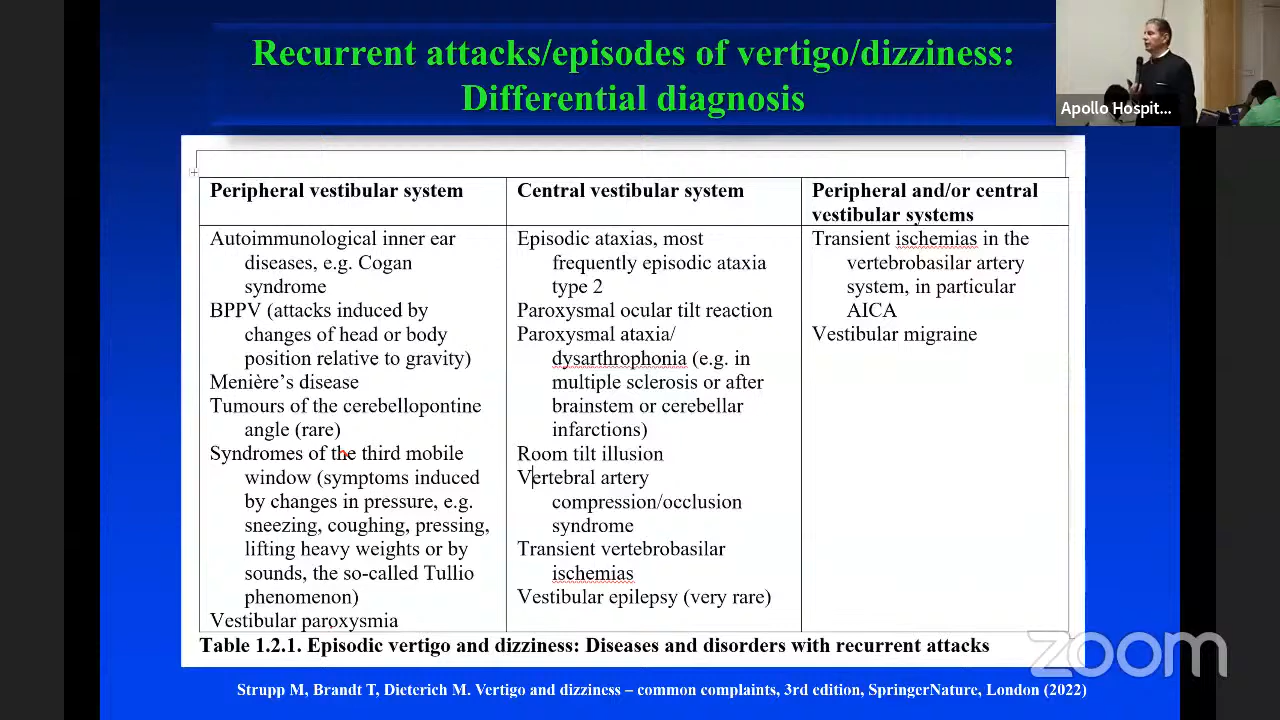 Recurrent attacks/episodes of vertigo/dizziness:
Differential diagnosis
Apollo Hospit...
Peripheral vestibular system
Autoimmunological inner ear
diseases, e.g. Cogan
syndrome
BPPV (attacks induced by
changes of head or body
position relative to gravity)
Menière's disease
Tumours of the cerebellopontine
angle (rare)
Syndromes of the third mobile
window (symptoms induced
by changes in pressure, e.g.
sneezing, coughing, pressing,
lifting heavy weights or by
sounds, the so-called Tullio
phenomenon)
Vestibular paroxysmia
Central vestibular system
Episodic ataxias, most
frequently episodic ataxia
type 2
Paroxysmal ocular tilt reaction
Paroxysmal ataxia/
dysarthrophonia (e.g. in
multiple sclerosis or after
brainstem or cerebellar
infarctions)
Room tilt illusion
Vertebral artery
compression/occlusion
syndrome
Transient vertebrobasilar
ischemias
Vestibular epilepsy (very rare)
Peripheral and/or central
vestibular systems
Transient ischemias in the
vertebrobasilar artery
system, in particular
AICA
Vestibular migraine
Table 1.2.1. Episodic vertigo and dizziness: Diseases and disorders with recurrent attacks
zoom
Strupp M, Brandt T, Dieterich M. Vertigo and dizziness – common complaints, 3rd edition, SpringerNature, London (2022)